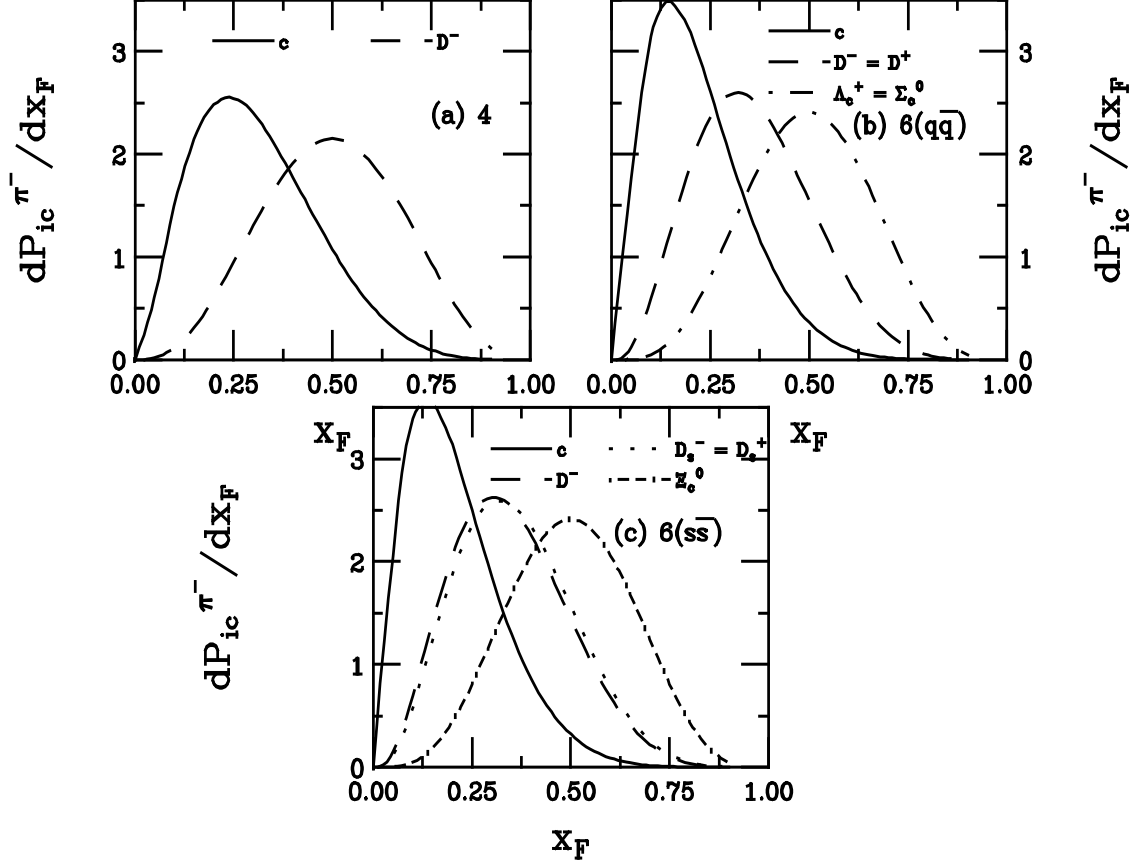 c
D⁻
(a) 4
3
2
1
0
0.00 0.25 0.50 0.75 1.00
x_F
dP_ic^π⁻/dx_F
c
D⁻ = D⁺
Λ_c⁺ = Σ_c⁰
(b) 6(qq̅)
3
2
1
0
0.00 0.25 0.50 0.75 1.00
x_F
dP_ic^π⁻/dx_F
c
D⁻
D_s⁻ = D_s⁺
Ξ_c⁰
(c) 6(ss̅)
3
2
1
0
0.00 0.25 0.50 0.75 1.00
x_F
dP_ic^π⁻/dx_F